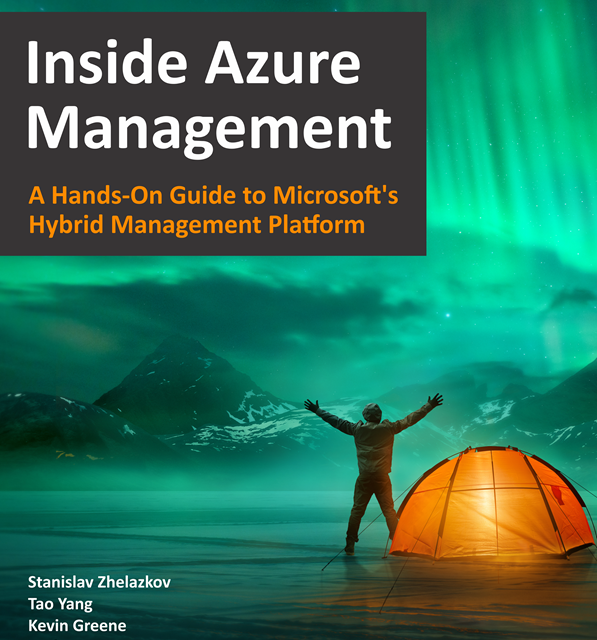 Inside Azure
Management
A Hands-On Guide to Microsoft's
Hybrid Management Platform
Stanislav Zhelazkov
Tao Yang
Kevin Greene